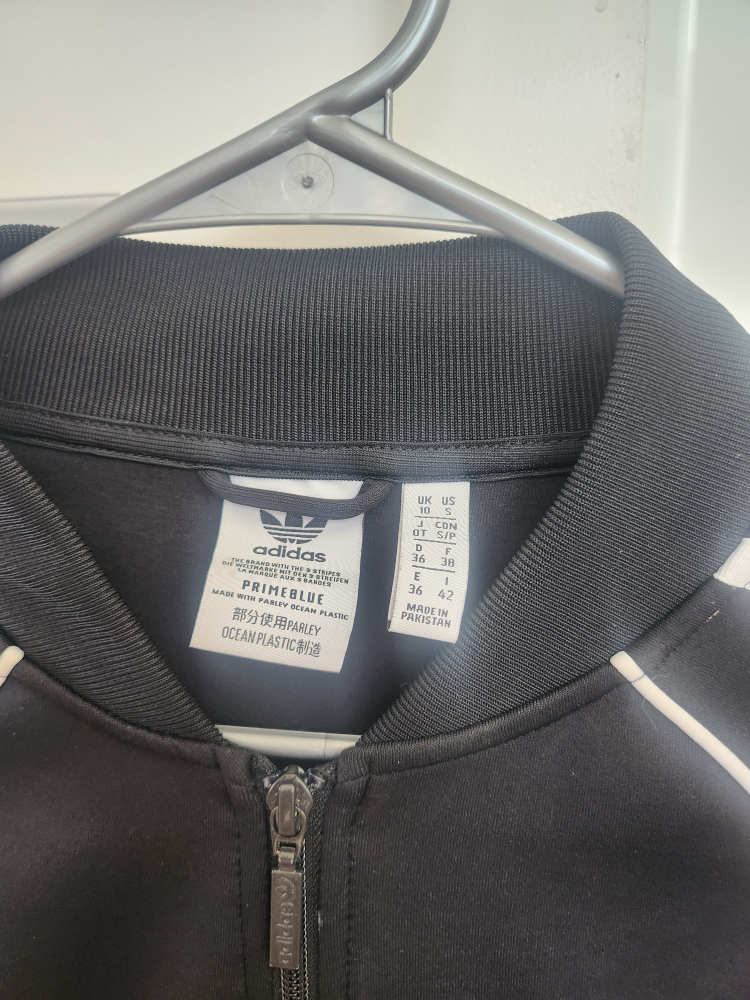 adidas
THE BRAND WITH THE 3 STRIPES
DIE WELTMARKE MIT DEN 3 STREIFEN
LA MARQUE AUX 3 BANDES
PRIMEBLUE
MADE WITH PARLEY OCEAN PLASTIC
部分使用PARLEY
OCEAN PLASTIC制造
UK US
10 S
J CDN
OT S/P
D F
36 38
E I
36 42
MADE IN
PAKISTAN
adidas